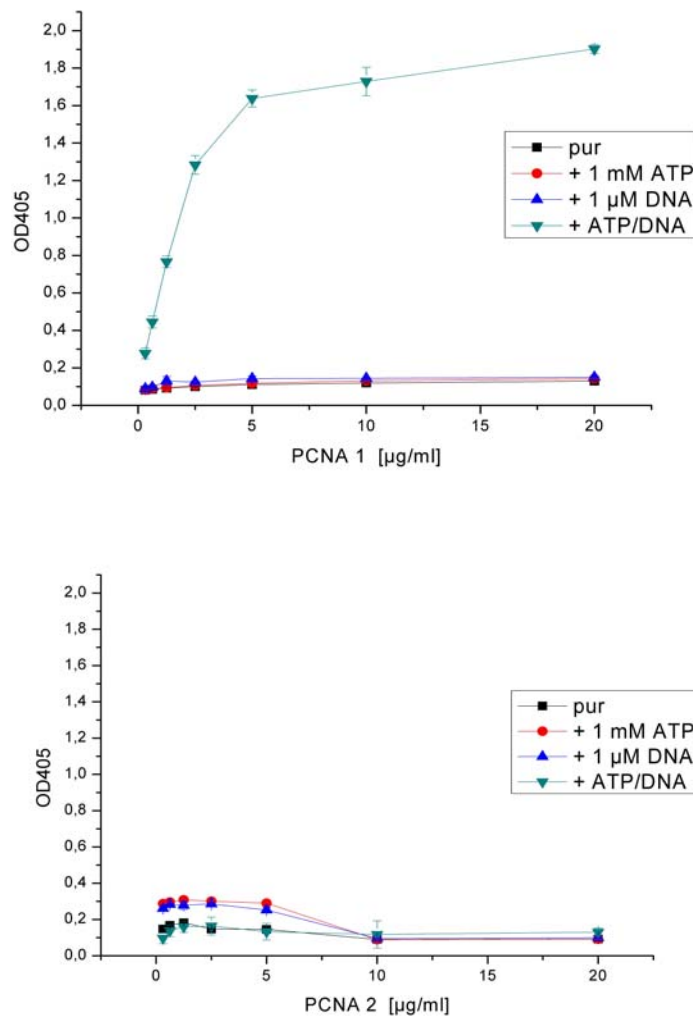 2,0
1,8
1,6
1,4
1,2
1,0
0,8
0,6
0,4
0,2
0,0
OD405
pur
+ 1 mM ATP
+ 1 µM DNA
+ ATP/DNA
0 5 10 15 20
PCNA 1 [µg/ml]
2,0
1,8
1,6
1,4
1,2
1,0
0,8
0,6
0,4
0,2
0,0
OD405
pur
+ 1 mM ATP
+ 1 µM DNA
+ ATP/DNA
0 5 10 15 20
PCNA 2 [µg/ml]